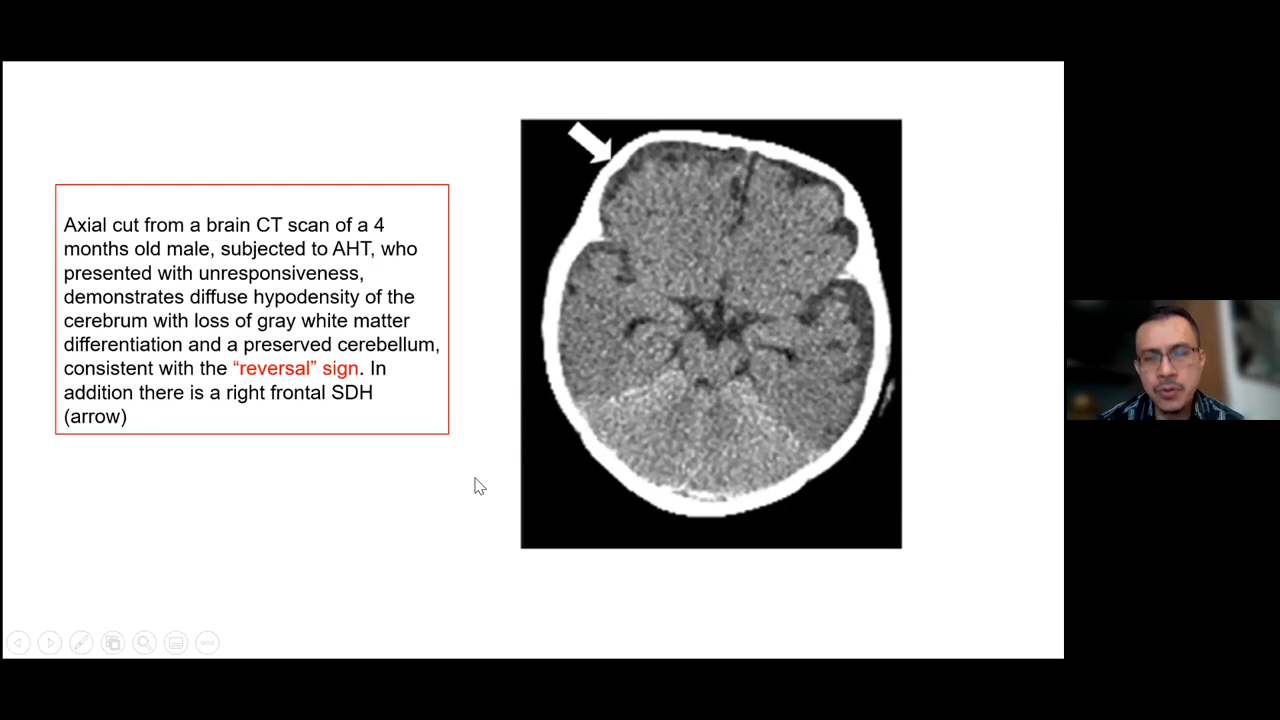 Axial cut from a brain CT scan of a 4
months old male, subjected to AHT, who
presented with unresponsiveness,
demonstrates diffuse hypodensity of the
cerebrum with loss of gray white matter
differentiation and a preserved cerebellum,
consistent with the “reversal” sign. In
addition there is a right frontal SDH
(arrow)